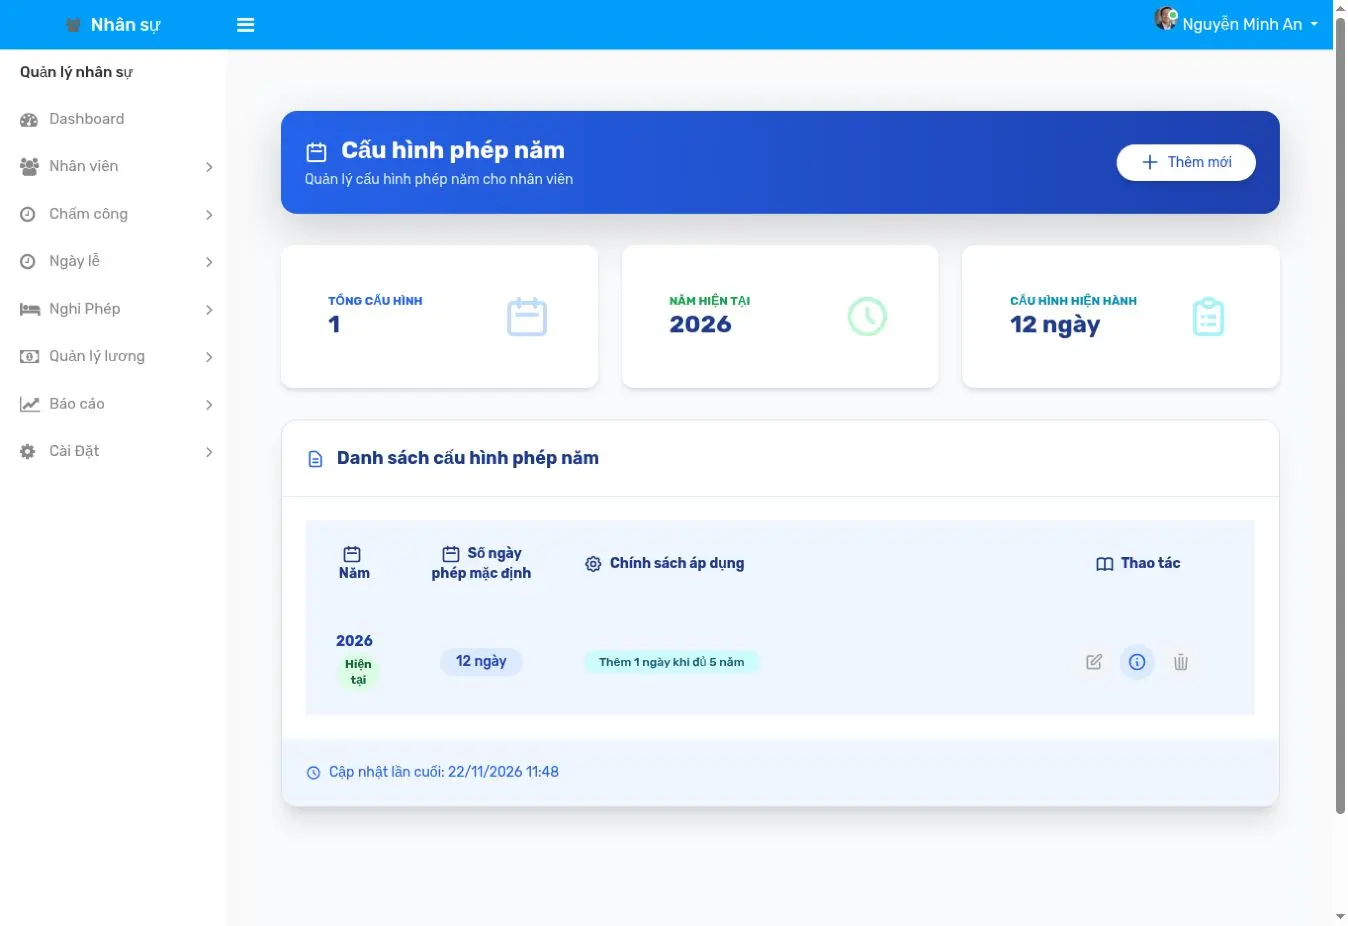 Nhân sự
Nguyễn Minh An
Quản lý nhân sự
Dashboard
Nhân viên
Chấm công
Ngày lễ
Nghỉ Phép
Quản lý lương
Báo cáo
Cài Đặt
Cấu hình phép năm
Quản lý cấu hình phép năm cho nhân viên
Thêm mới
TỔNG CẤU HÌNH
1
NĂM HIỆN TẠI
2026
CẤU HÌNH HIỆN HÀNH
12 ngày
Danh sách cấu hình phép năm
Năm
Số ngày
phép mặc định
Chính sách áp dụng
Thao tác
2026
Hiện
tại
12 ngày
Thêm 1 ngày khi đủ 5 năm
Cập nhật lần cuối: 22/11/2026 11:48